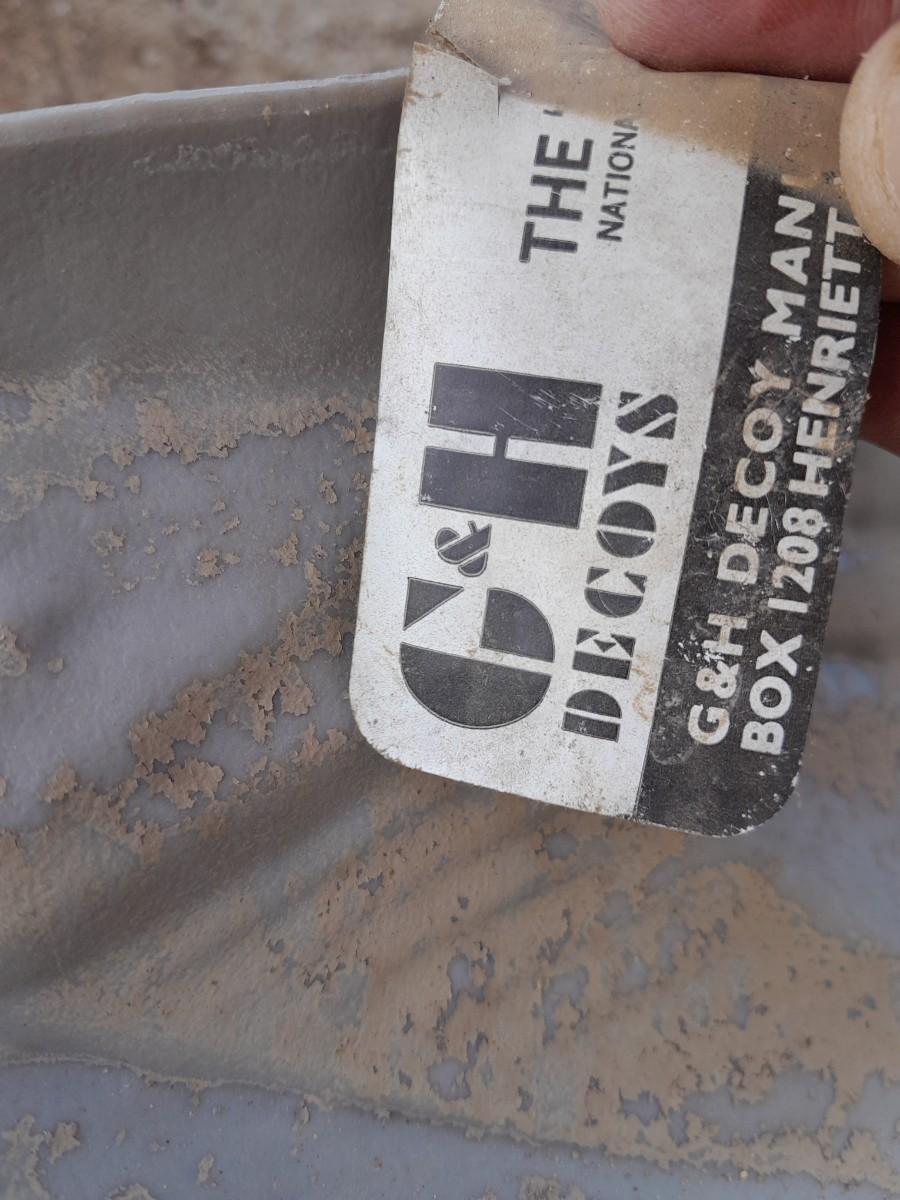 G&H
DECOYS
THE
NATIONA
G&H DECOY MAN
BOX 1208 HENRIETT